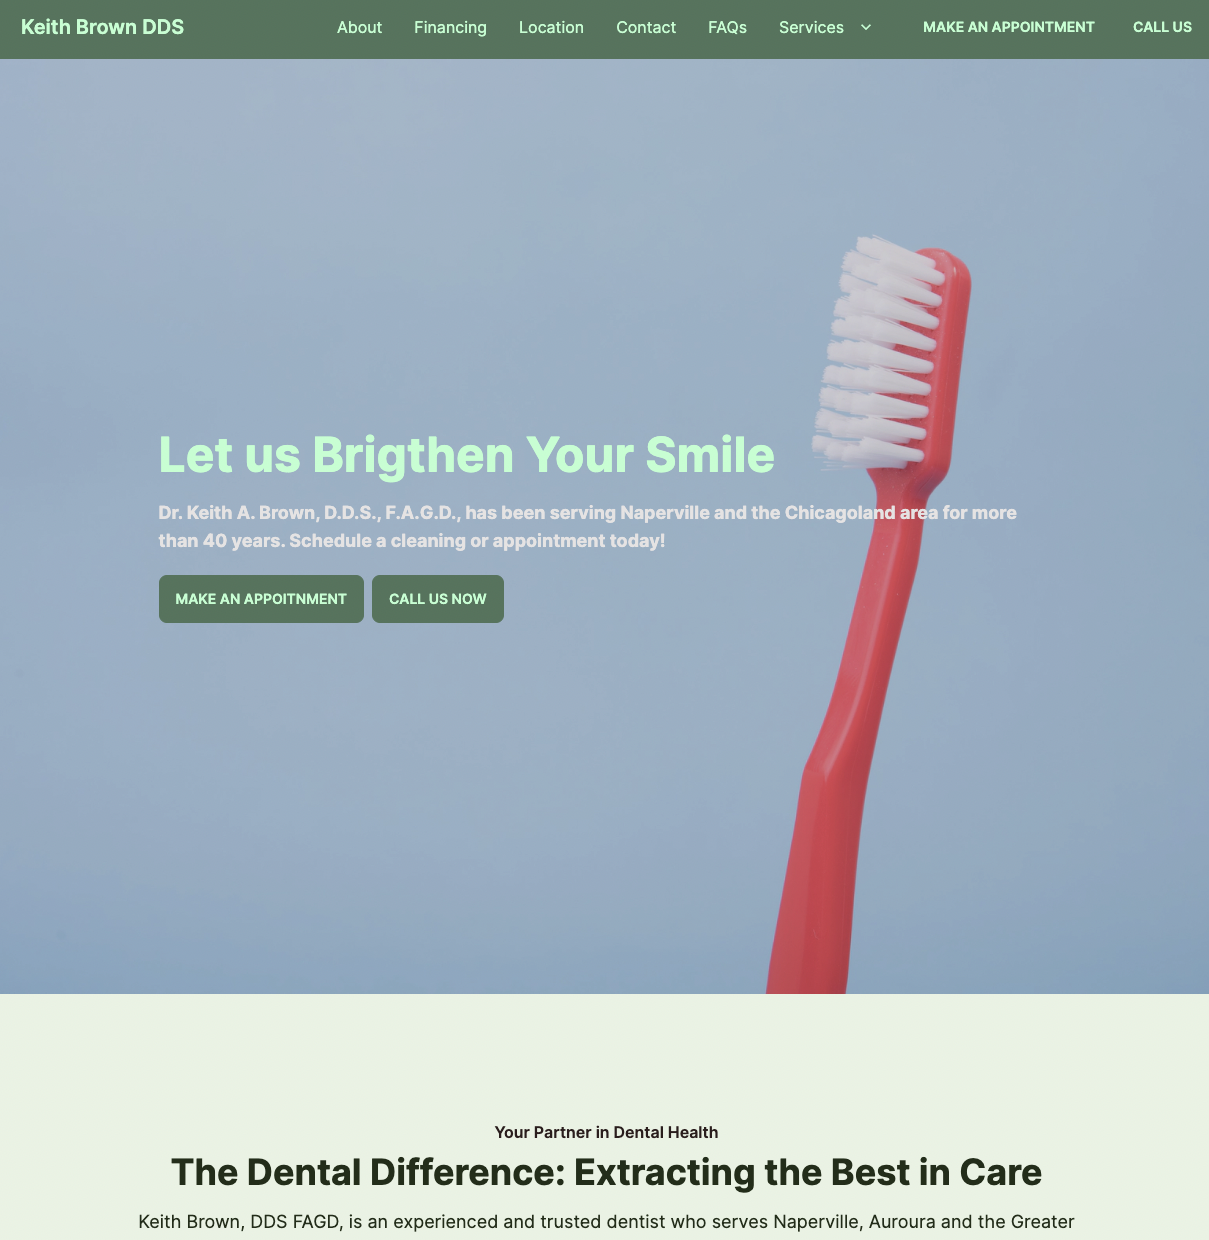 Keith Brown DDS About Financing Location Contact FAQs Services MAKE AN APPOINTMENT CALL US
Let us Brigthen Your Smile
Dr. Keith A. Brown, D.D.S., F.A.G.D., has been serving Naperville and the Chicagoland area for more
than 40 years. Schedule a cleaning or appointment today!
MAKE AN APPOITNMENT CALL US NOW
Your Partner in Dental Health
The Dental Difference: Extracting the Best in Care
Keith Brown, DDS FAGD, is an experienced and trusted dentist who serves Naperville, Auroura and the Greater